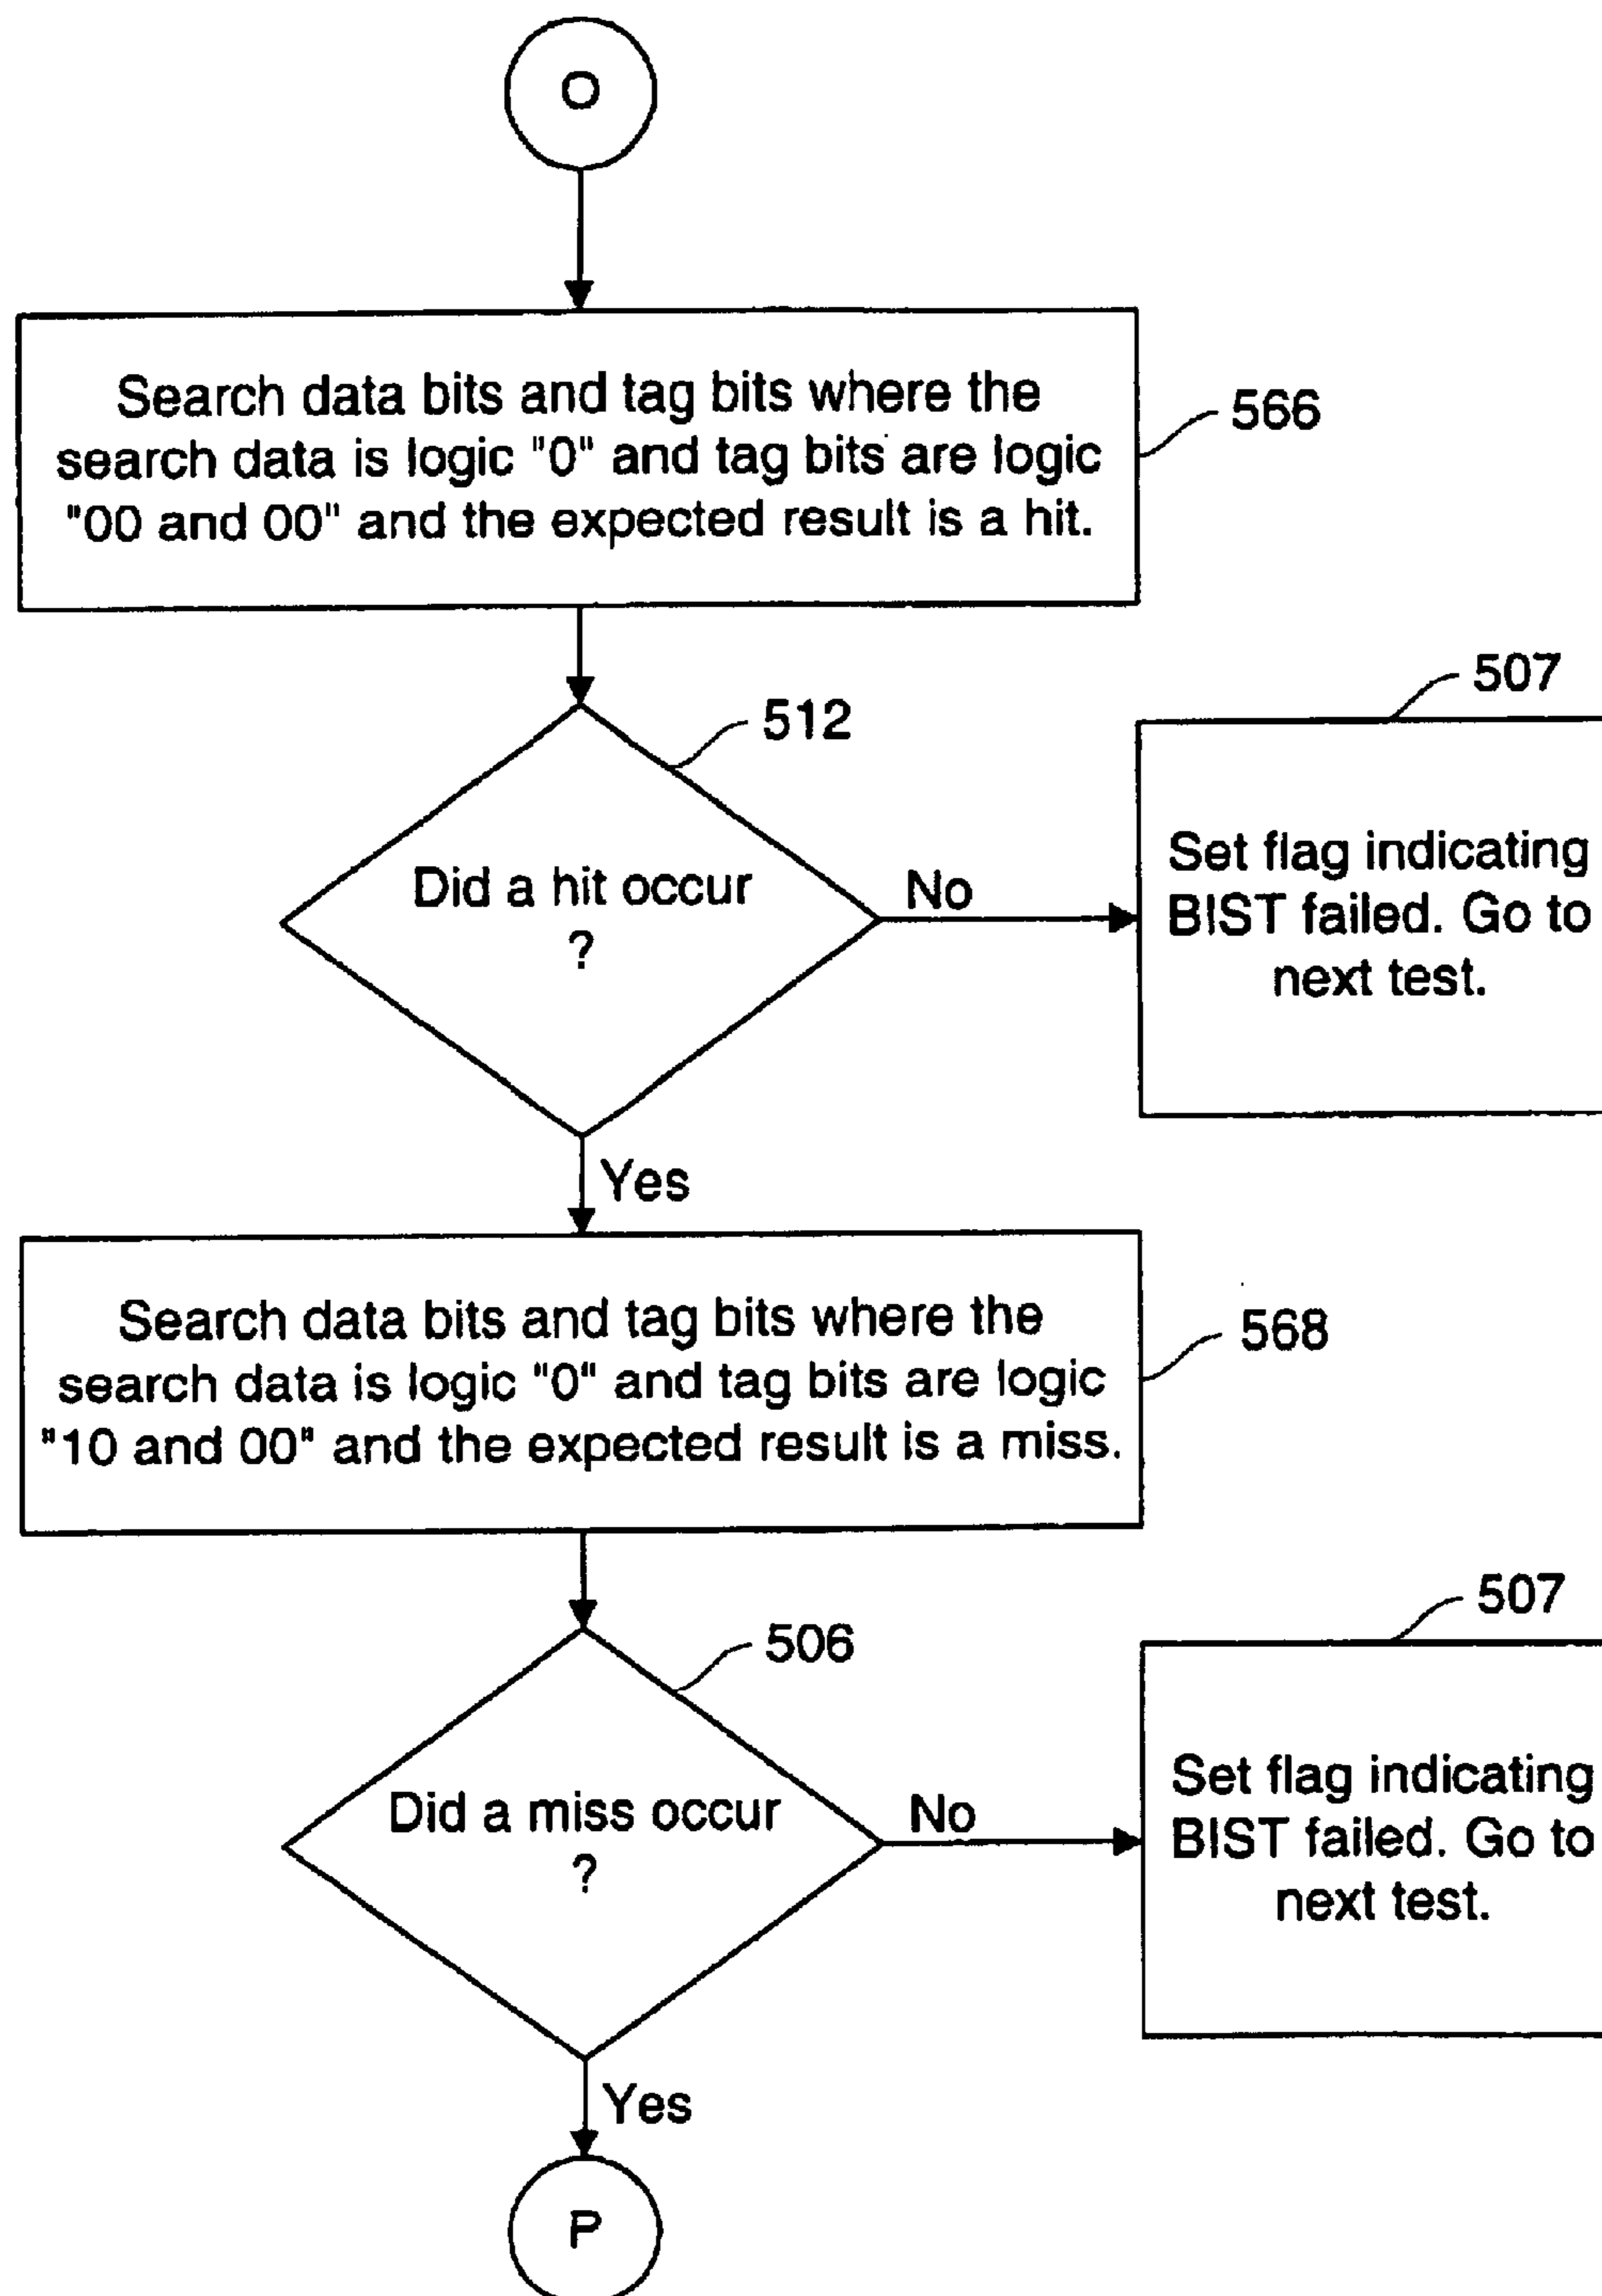 O
Search data bits and tag bits where the
search data is logic "0" and tag bits are logic
"00 and 00" and the expected result is a hit.
566
507
512
Did a hit occur
?
No
Set flag indicating
BIST failed. Go to
next test.
Yes
Search data bits and tag bits where the
search data is logic "0" and tag bits are logic
"10 and 00" and the expected result is a miss.
568
507
506
Did a miss occur
?
No
Set flag indicating
BIST failed. Go to
next test.
Yes
P